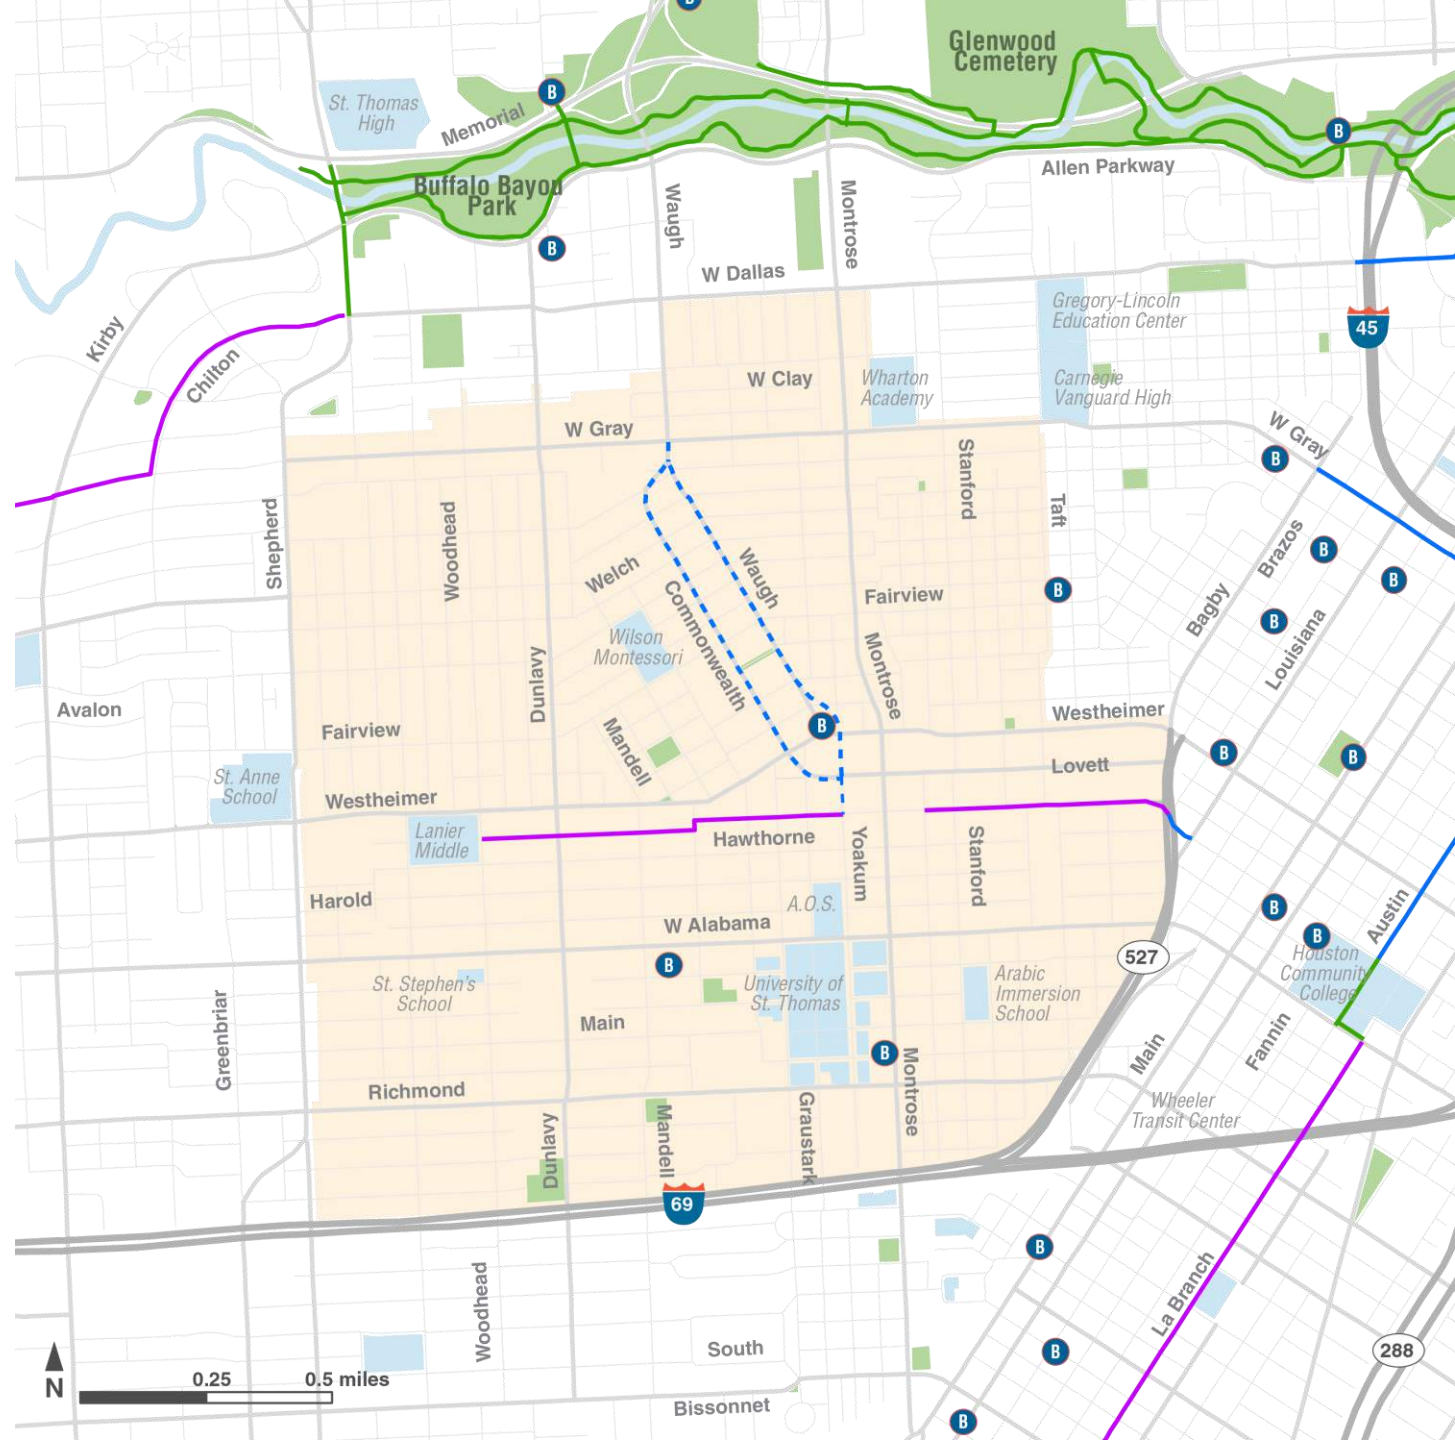 B
Glenwood
Cemetery
B
St. Thomas
High
Memorial
B
Allen Parkway
Buffalo Bayou
Park
Waugh
Montrose
B
W Dallas
Gregory-Lincoln
Education Center
45
Kirby
Chilton
W Clay
Wharton
Academy
Carnegie
Vanguard High
W Gray
W Gray
B
Stanford
Taft
Shepherd
Woodhead
Brazos
B
B
Welch
Waugh
Fairview
B
Commonwealth
Bagby
B
Louisiana
Wilson
Montessori
Montrose
Dunlavy
Avalon
Westheimer
Fairview
B
Mandell
B
B
Lovett
St. Anne
School
Westheimer
Lanier
Middle
Hawthorne
Yoakum
Stanford
Harold
A.O.S.
B
Austin
W Alabama
B
527
B
Houston
Community
College
St. Stephen's
School
University of
St. Thomas
Arabic
Immersion
School
Greenbriar
Main
B
Main
Fannin
Montrose
Richmond
Wheeler
Transit Center
Dunlavy
Mandell
Graustark
69
B
Woodhead
La Branch
South
B
288
N
0.25
0.5 miles
Bissonnet
B